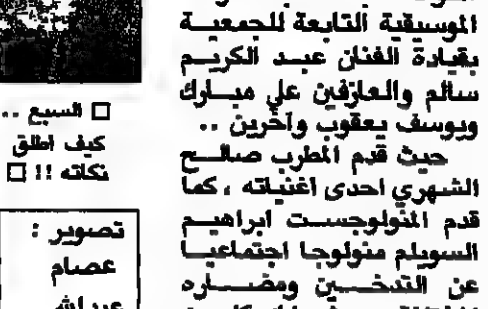 الموسيقية التابعة للجمعية
بقيادة الفنان عبد الكريم
سالم والعازفين علي مبارك
ويوسف يعقوب وآخرين ..
حيث قدم المطرب صالح
الشهري احدى اغنياته ، كما
قدم المنولوجست ابراهيم
السويلم منولوجا اجتماعيا
عن التدخين ومضاره
□ السبع ..
كيف اطلق
نكاته !! □
تصوير :
عصام
عبدالله